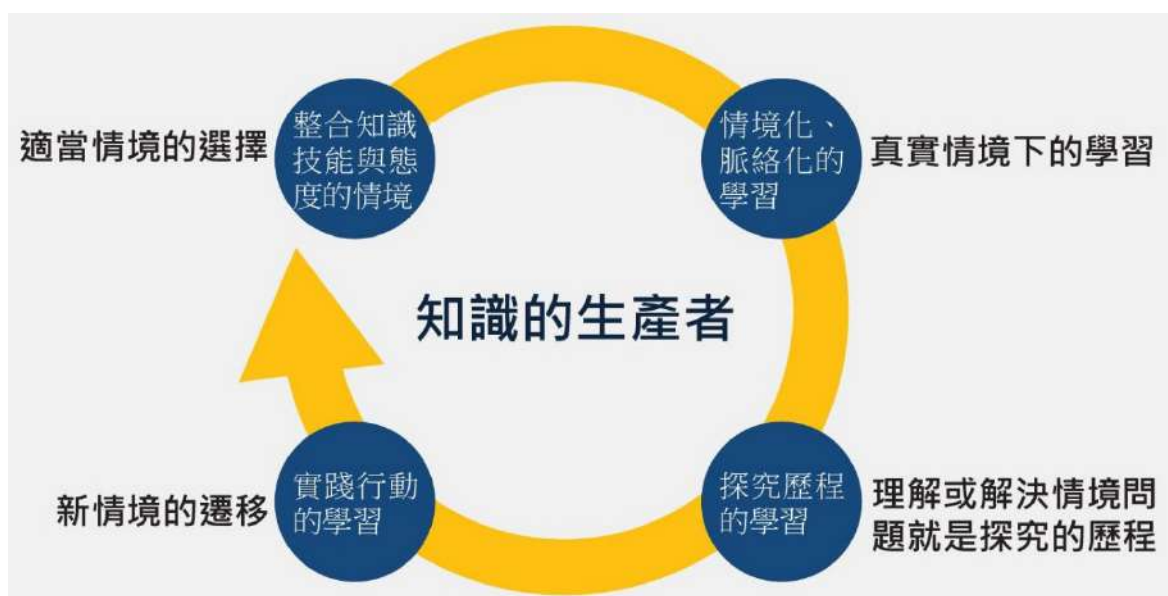 適當情境的選擇
整合知識
技能與態
度的情境
情境化、
脈絡化的
學習
真實情境下的學習
知識的生產者
新情境的遷移
實踐行動
的學習
探究歷程
的學習
理解或解決情境問
題就是探究的歷程